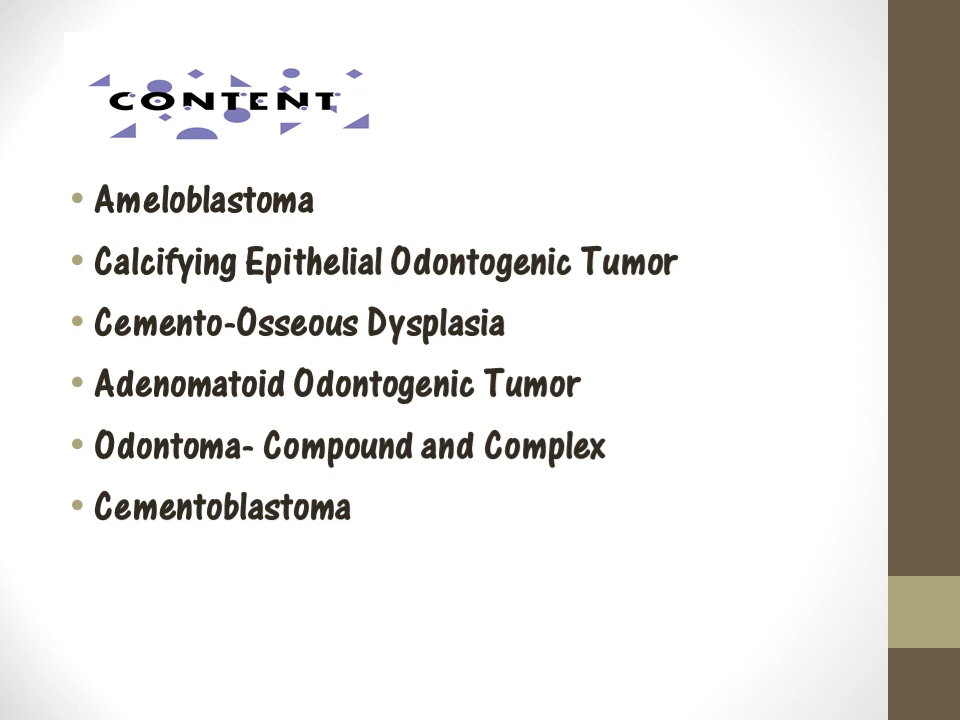 CONTENT
• Ameloblastoma
• Calcifying Epithelial Odontogenic Tumor
• Cemento-Osseous Dysplasia
• Adenomatoid Odontogenic Tumor
• Odontoma- Compound and Complex
• Cementoblastoma